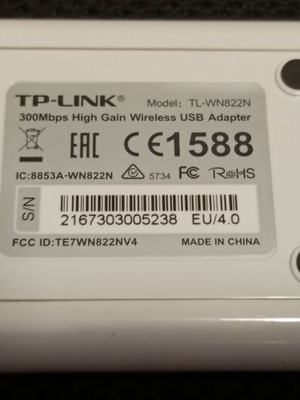 TP-LINK® Model: TL-WN822N
300Mbps High Gain Wireless USB Adapter
EAC CE1588
IC:8853A-WN822N 5734 FC RoHS
S/N
2167303005238 EU/4.0
FCC ID:TE7WN822NV4 MADE IN CHINA